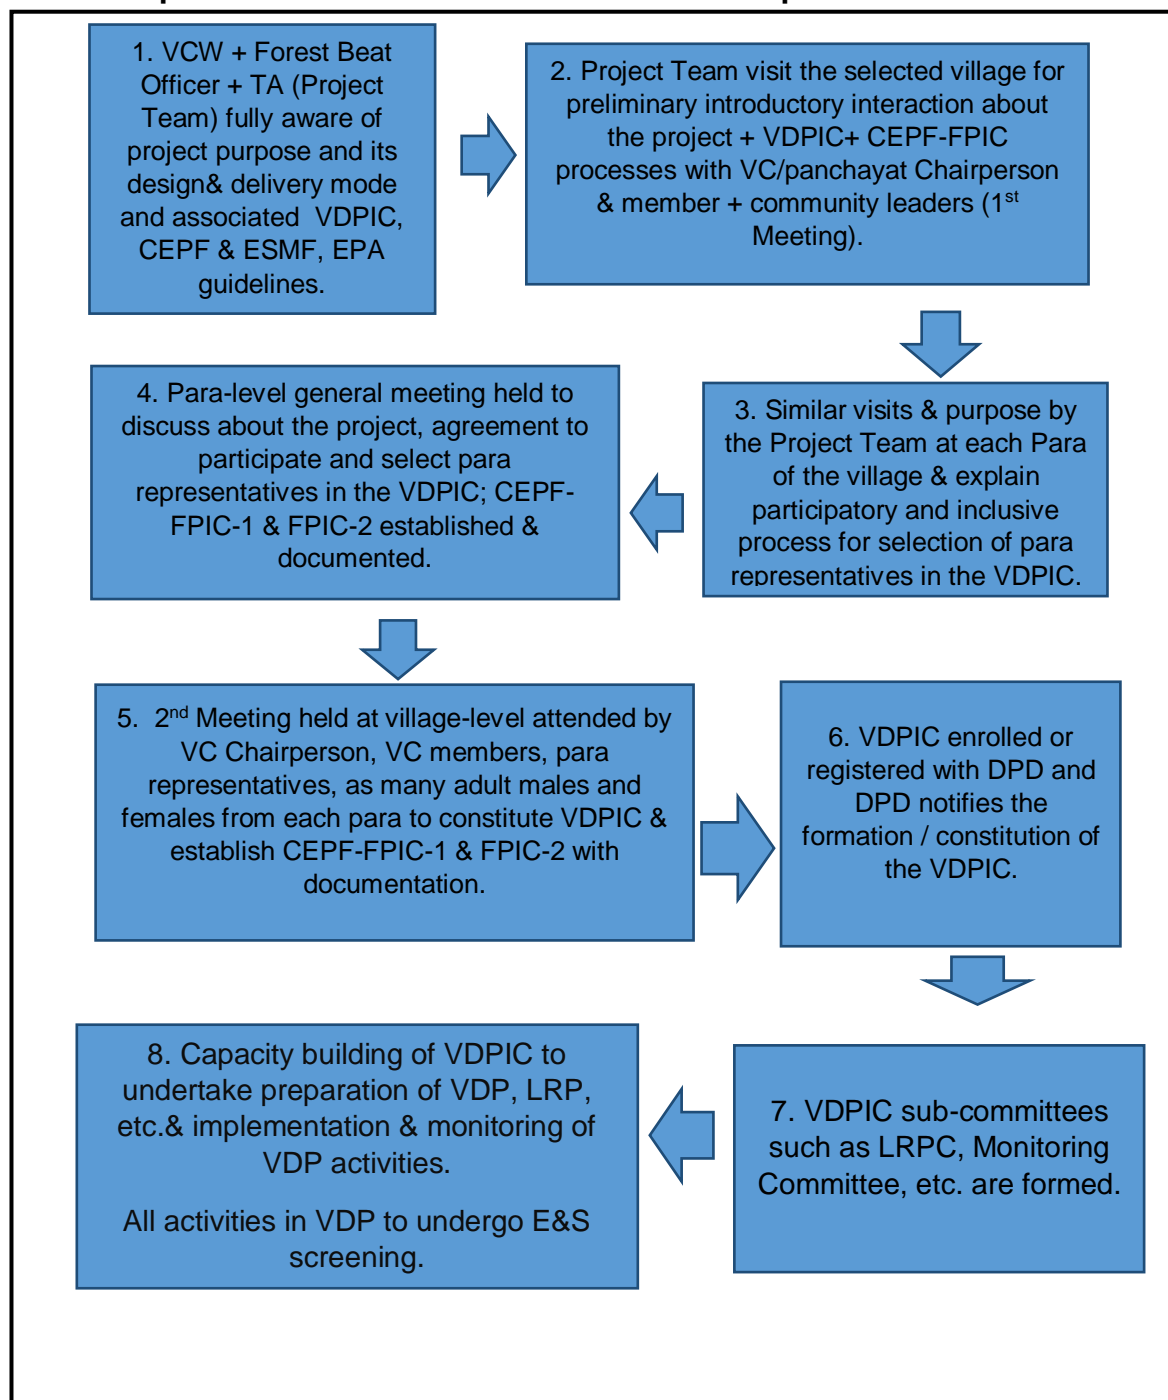 1. VCW + Forest Beat
Officer + TA (Project
Team) fully aware of
project purpose and its
design& delivery mode
and associated VDPIC,
CEPF & ESMF, EPA
guidelines.
2. Project Team visit the selected village for
preliminary introductory interaction about
the project + VDPIC+ CEPF-FPIC
processes with VC/panchayat Chairperson
& member + community leaders (1st
Meeting).
3. Similar visits & purpose by
the Project Team at each Para
of the village & explain
participatory and inclusive
process for selection of para
representatives in the VDPIC.
4. Para-level general meeting held to
discuss about the project, agreement to
participate and select para
representatives in the VDPIC; CEPF-
FPIC-1 & FPIC-2 established &
documented.
5. 2nd Meeting held at village-level attended by
VC Chairperson, VC members, para
representatives, as many adult males and
females from each para to constitute VDPIC &
establish CEPF-FPIC-1 & FPIC-2 with
documentation.
6. VDPIC enrolled or
registered with DPD and
DPD notifies the
formation / constitution of
the VDPIC.
7. VDPIC sub-committees
such as LRPC, Monitoring
Committee, etc. are formed.
8. Capacity building of VDPIC to
undertake preparation of VDP, LRP,
etc.& implementation & monitoring of
VDP activities.
All activities in VDP to undergo E&S
screening.